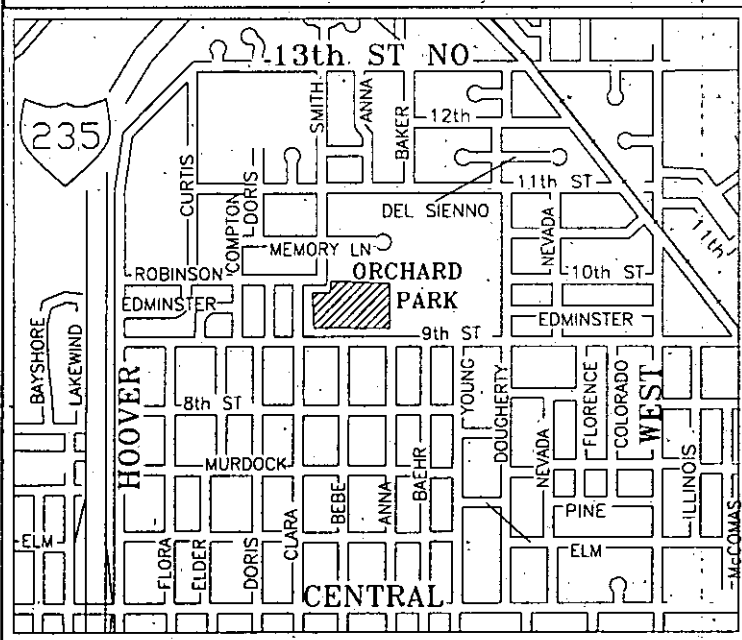 13th ST NO
235
SMITH
ANNA
BAKER
12th
CURTIS
COMPTON
DORIS
11th ST
DEL SIENNO
NEVADA
11th
MEMORY LN
ROBINSON
ORCHARD
PARK
10th ST
EDMINSTER
EDMINSTER
9th ST
BAYSHORE
LAKEWIND
HOOVER
8th ST
YOUNG
DOUGHERTY
FLORENCE
COLORADO
WEST
MURDOCK
BEBE
ANNA
BAEHR
NEVADA
ILLINOIS
PINE
ELM
FLORA
ELDER
DORIS
CLARA
ELM
McCOMAS
CENTRAL